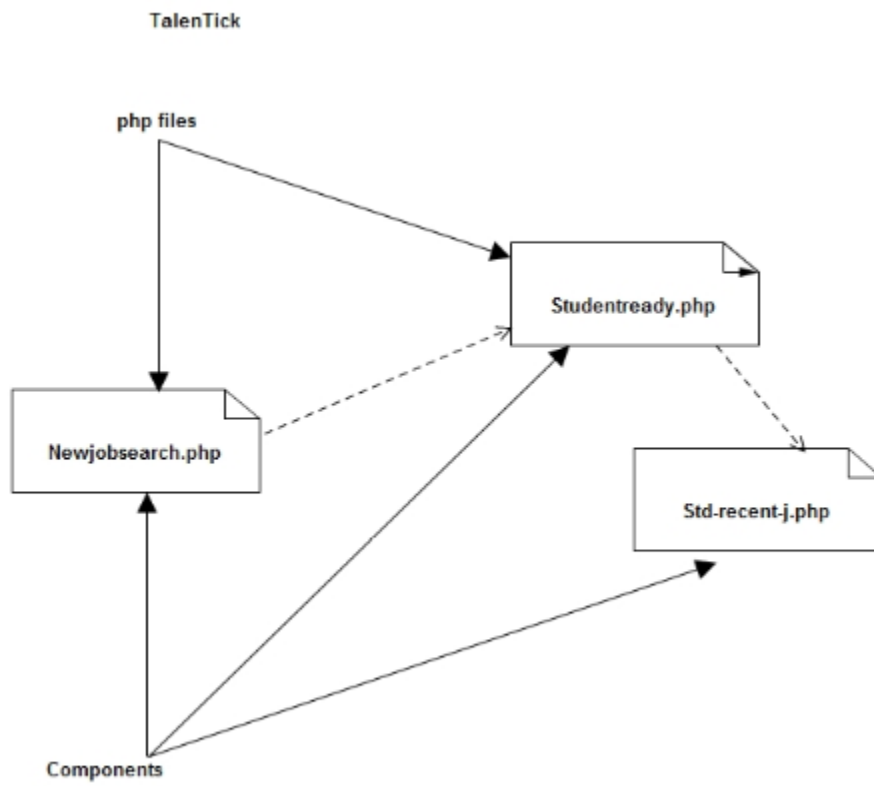 TalenTick
php files
Studentready.php
Newjobsearch.php
Std-recent-j.php
Components